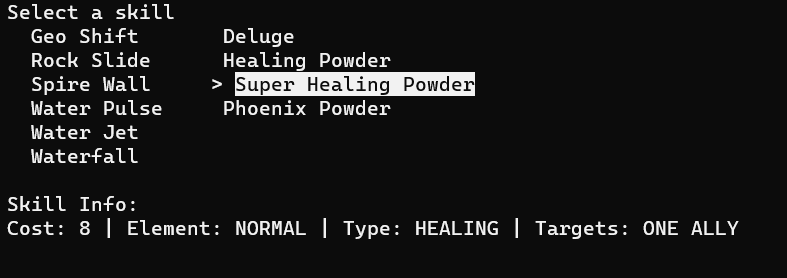 Select a skill
Geo Shift Deluge
Rock Slide Healing Powder
Spire Wall > Super Healing Powder
Water Pulse Phoenix Powder
Water Jet
Waterfall
Skill Info:
Cost: 8 | Element: NORMAL | Type: HEALING | Targets: ONE ALLY